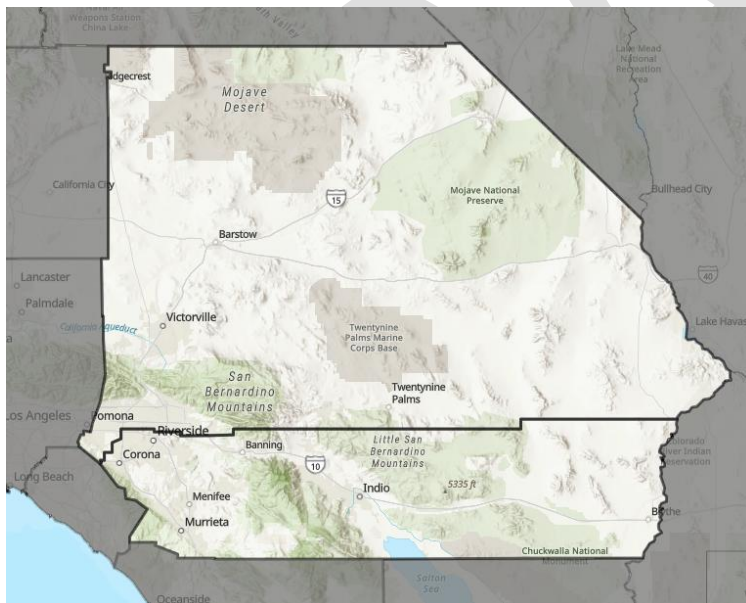 Weapons Station
China Lake
Valley
Lake Mead
National
Recreation
Area
dgecrest
Mojave
Desert
California City
Mojave National
Preserve
Bullhead City
15
Barstow
40
Lancaster
Palmdale
California Aqueduct
Victorville
Twentynine
Palms Marine
Corps Base
Lake Havas
San
Bernardino
Mountains
Twentynine
Palms
Los Angeles
Pomona
Riverside
Banning
Little San
Bernardino
Mountains
Colorado
River Indian
Reservation
Corona
10
Long Beach
5335 ft
Menifee
Indio
Murrieta
Blythe
Chuckwalla National
Monument
Salton
Sea
Oceanside